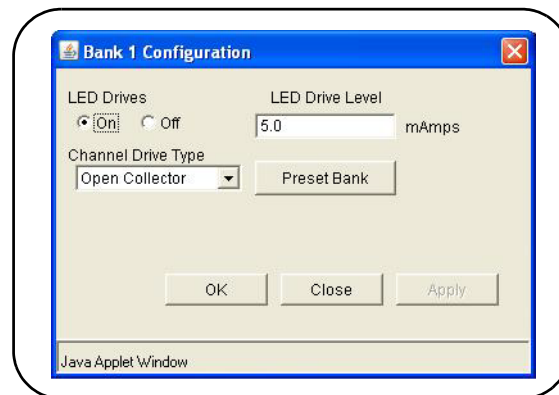 Bank 1 Configuration
LED Drives
On
Off
LED Drive Level
5.0
mAmps
Channel Drive Type
Open Collector
Preset Bank
OK
Close
Apply
Java Applet Window